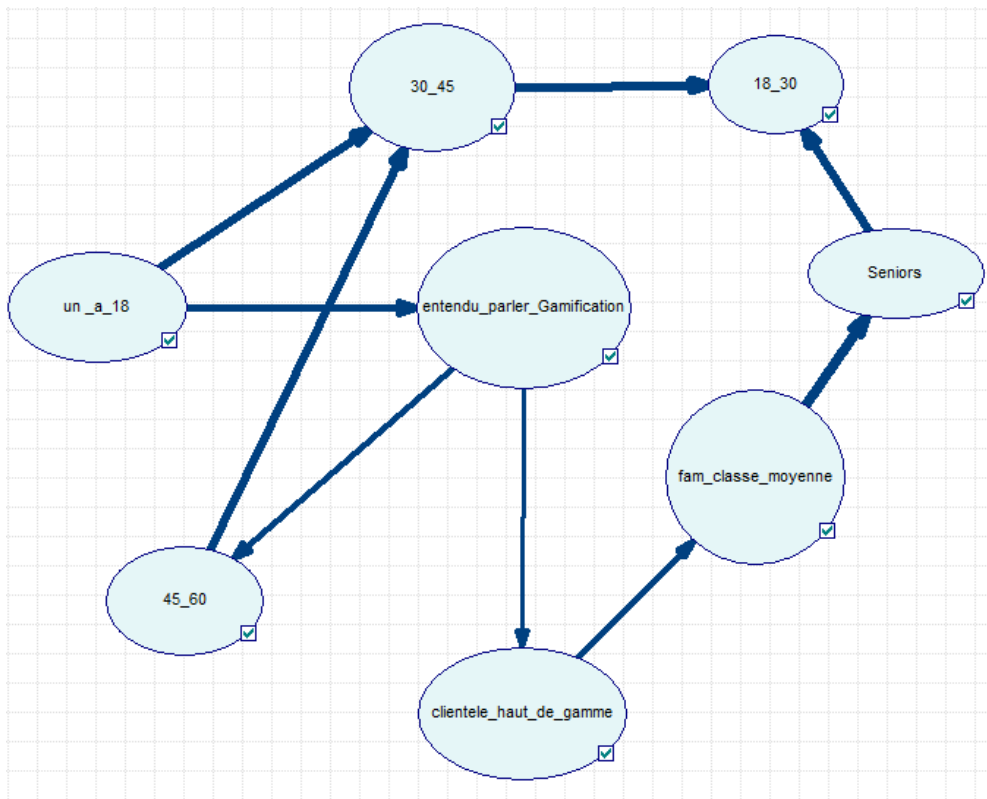 30_45
18_30
Seniors
un _a_18
entendu_parler_Gamification
fam_classe_moyenne
45_60
clientele_haut_de_gamme